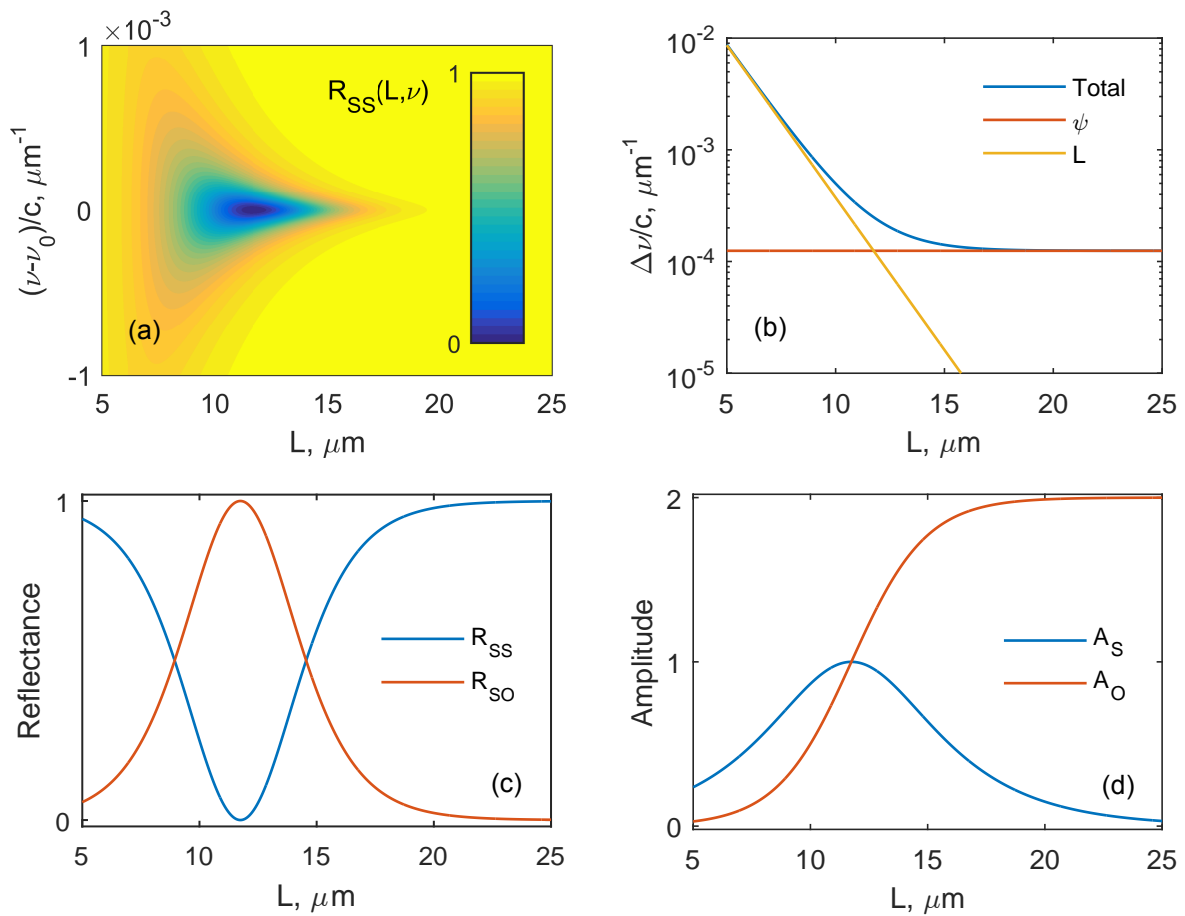 ×10⁻³
1
0
-1
(ν-ν₀)/c, μm⁻¹
R_SS(L,ν)
1
0
(a)
5 10 15 20 25
L, μm
10⁻²
10⁻³
10⁻⁴
10⁻⁵
Δν/c, μm⁻¹
Total
ψ
L
(b)
5 10 15 20 25
L, μm
1
0
Reflectance
R_SS
R_SO
(c)
5 10 15 20 25
L, μm
2
1
0
Amplitude
A_S
A_O
(d)
5 10 15 20 25
L, μm